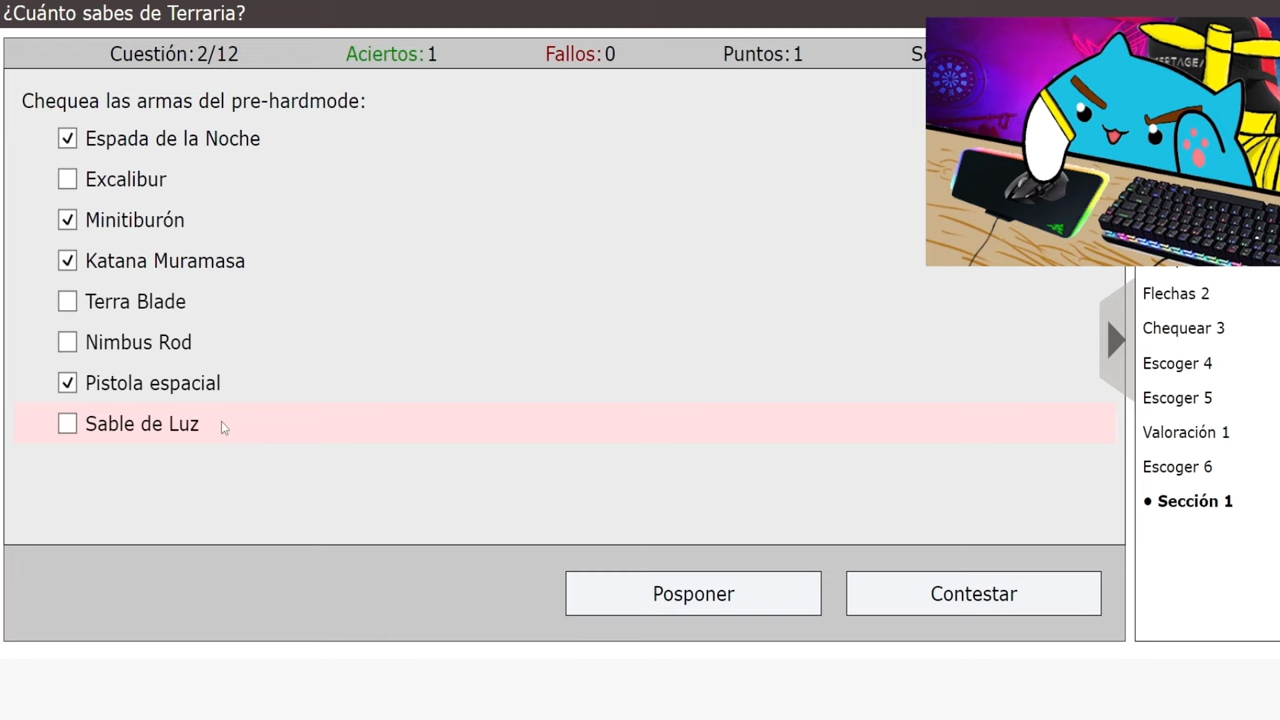 ¿Cuánto sabes de Terraria?
Cuestión: 2/12 Aciertos: 1 Fallos: 0 Puntos: 1
Chequea las armas del pre-hardmode:
Espada de la Noche
Excalibur
Minitiburón
Katana Muramasa
Terra Blade
Nimbus Rod
Pistola espacial
Sable de Luz
Posponer Contestar
Flechas 2
Chequear 3
Escoger 4
Escoger 5
Valoración 1
Escoger 6
• Sección 1